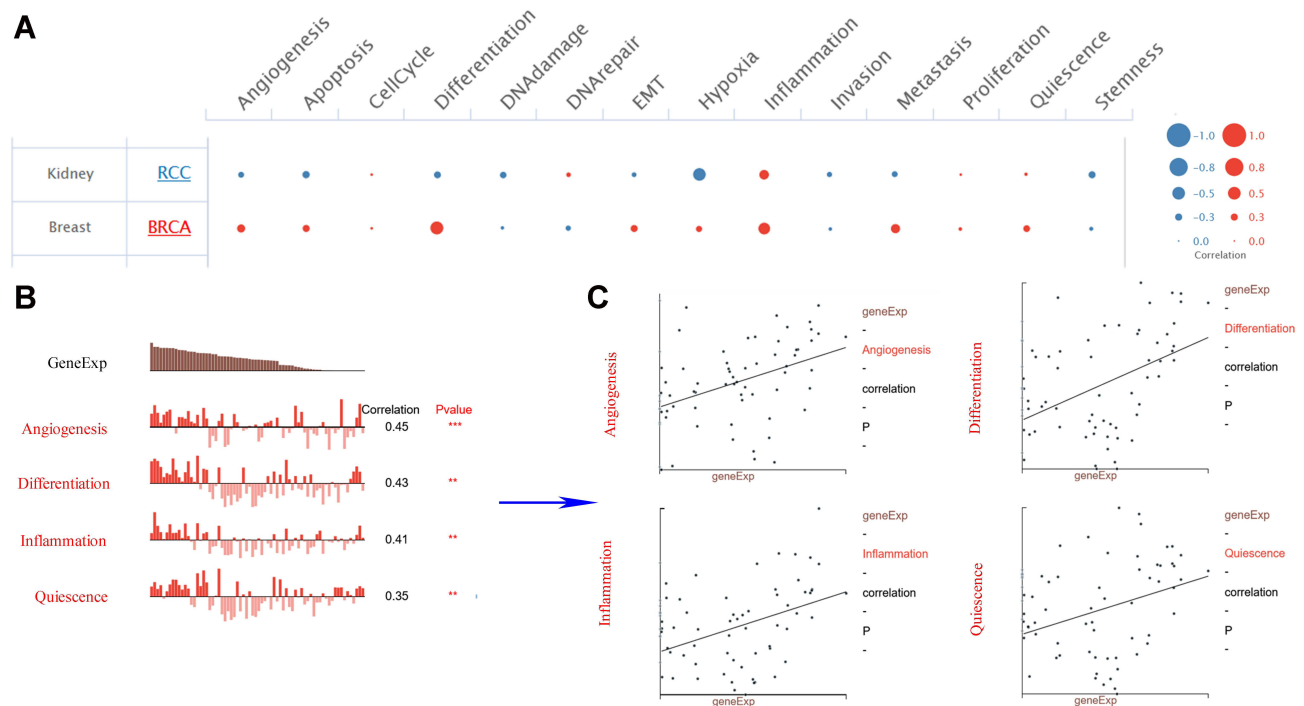 A
Angiogenesis
Apoptosis
CellCycle
Differentiation
DNAdamage
DNArepair
EMT
Hypoxia
Inflammation
Invasion
Metastasis
Proliferation
Quiescence
Stemness
Kidney RCC
Breast BRCA
-1.0 1.0
-0.8 0.8
-0.5 0.5
-0.3 0.3
0.0 0.0
Correlation
B
GeneExp
Correlation Pvalue
Angiogenesis 0.45 ***
Differentiation 0.43 **
Inflammation 0.41 **
Quiescence 0.35 **
C
Angiogenesis
geneExp
-
Angiogenesis
-
correlation
-
P
-
geneExp
Differentiation
geneExp
-
Differentiation
-
correlation
-
P
-
geneExp
Inflammation
geneExp
-
Inflammation
-
correlation
-
P
-
geneExp
Quiescence
geneExp
-
Quiescence
-
correlation
-
P
-
geneExp